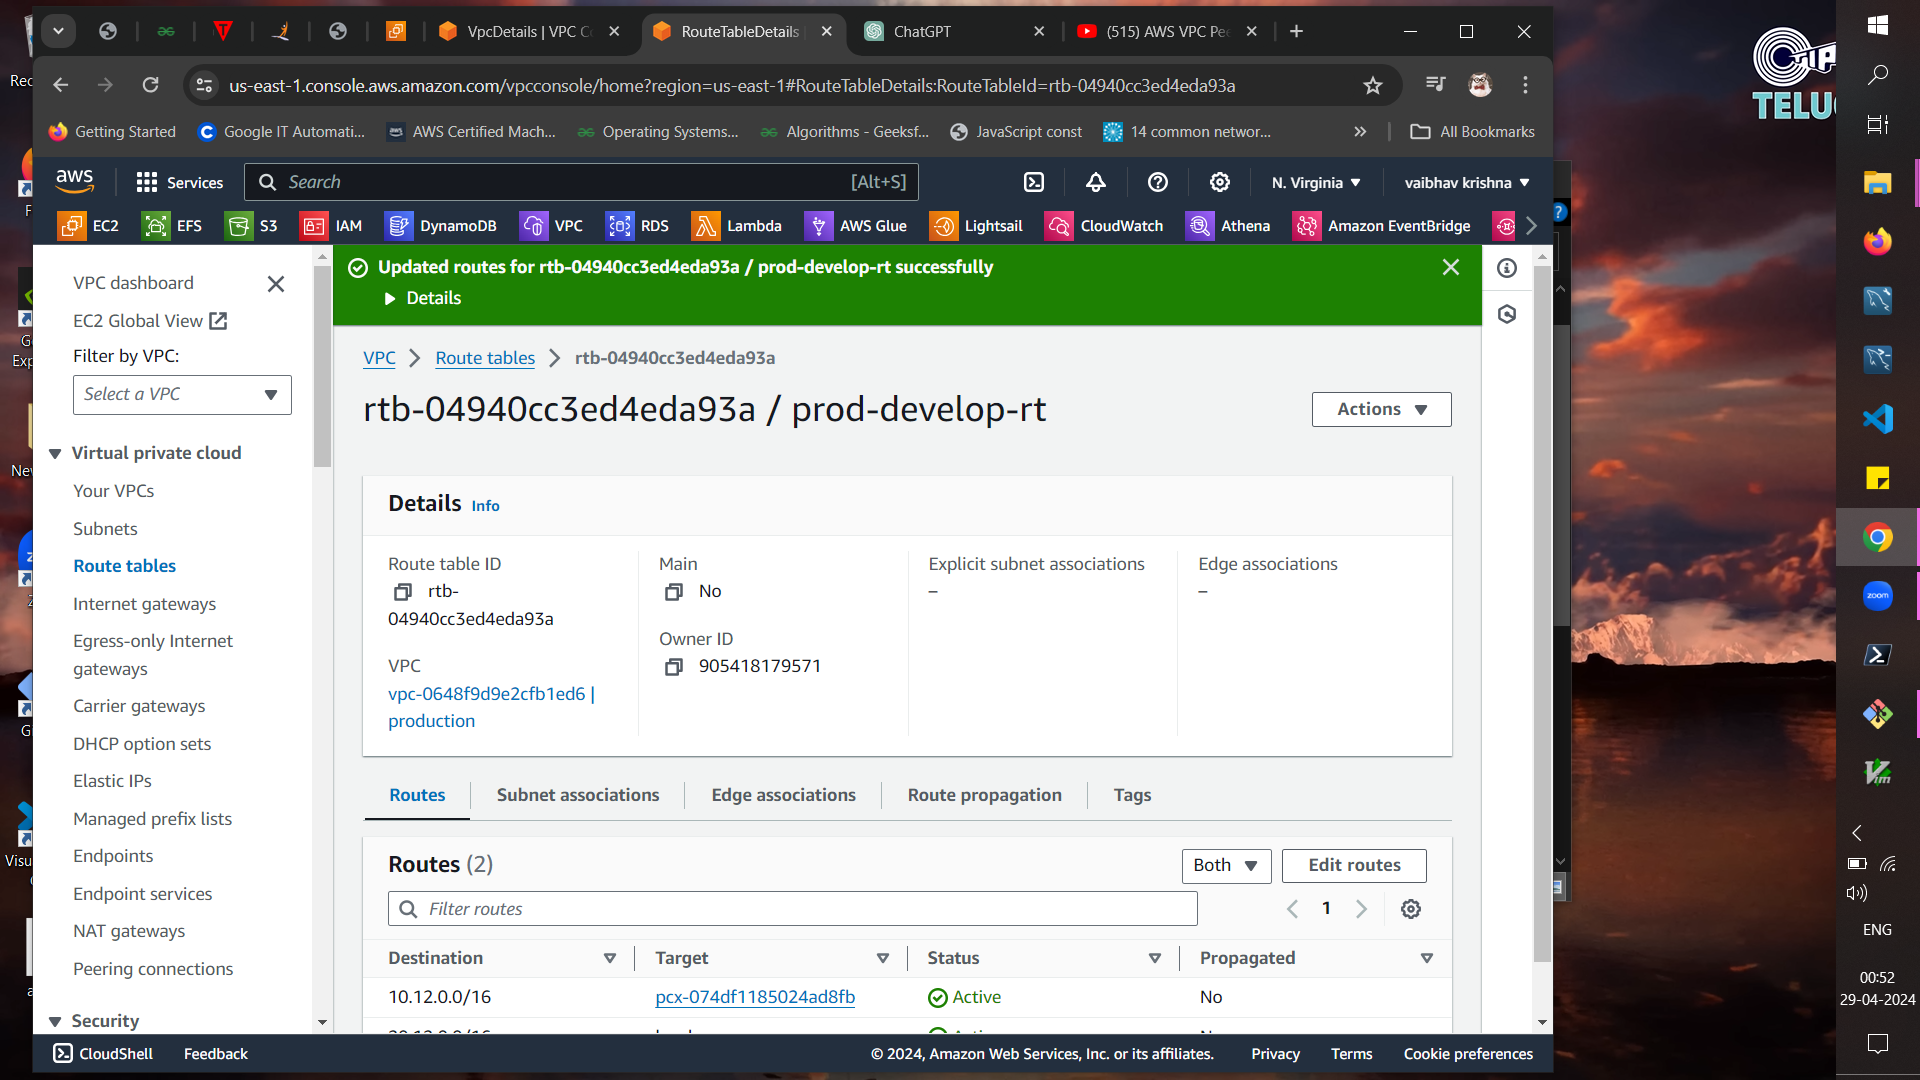 VpcDetails | VPC Co
RouteTableDetails
ChatGPT
(515) AWS VPC Pe
us-east-1.console.aws.amazon.com/vpcconsole/home?region=us-east-1#RouteTableDetails:RouteTableId=rtb-04940cc3ed4eda93a
Getting Started
Google IT Automati...
AWS Certified Mach...
Operating Systems...
Algorithms - Geeksf...
JavaScript const
14 common networ...
All Bookmarks
aws
Services
Search
[Alt+S]
N. Virginia
vaibhav krishna
EC2
EFS
S3
IAM
DynamoDB
VPC
RDS
Lambda
AWS Glue
Lightsail
CloudWatch
Athena
Amazon EventBridge
VPC dashboard
EC2 Global View
Filter by VPC:
Select a VPC
Virtual private cloud
Your VPCs
Subnets
Route tables
Internet gateways
Egress-only Internet
gateways
Carrier gateways
DHCP option sets
Elastic IPs
Managed prefix lists
Endpoints
Endpoint services
NAT gateways
Peering connections
Security
Updated routes for rtb-04940cc3ed4eda93a / prod-develop-rt successfully
Details
VPC
Route tables
rtb-04940cc3ed4eda93a
rtb-04940cc3ed4eda93a / prod-develop-rt
Actions
Details Info
Route table ID
rtb-
04940cc3ed4eda93a
VPC
vpc-0648f9d9e2cfb1ed6 |
production
Main
No
Owner ID
905418179571
Explicit subnet associations
–
Edge associations
–
Routes
Subnet associations
Edge associations
Route propagation
Tags
Routes (2)
Both
Edit routes
Filter routes
1
Destination
Target
Status
Propagated
10.12.0.0/16
pcx-074df1185024ad8fb
Active
No
CloudShell
Feedback
© 2024, Amazon Web Services, Inc. or its affiliates.
Privacy
Terms
Cookie preferences
zoom
ENG
00:52
29-04-2024